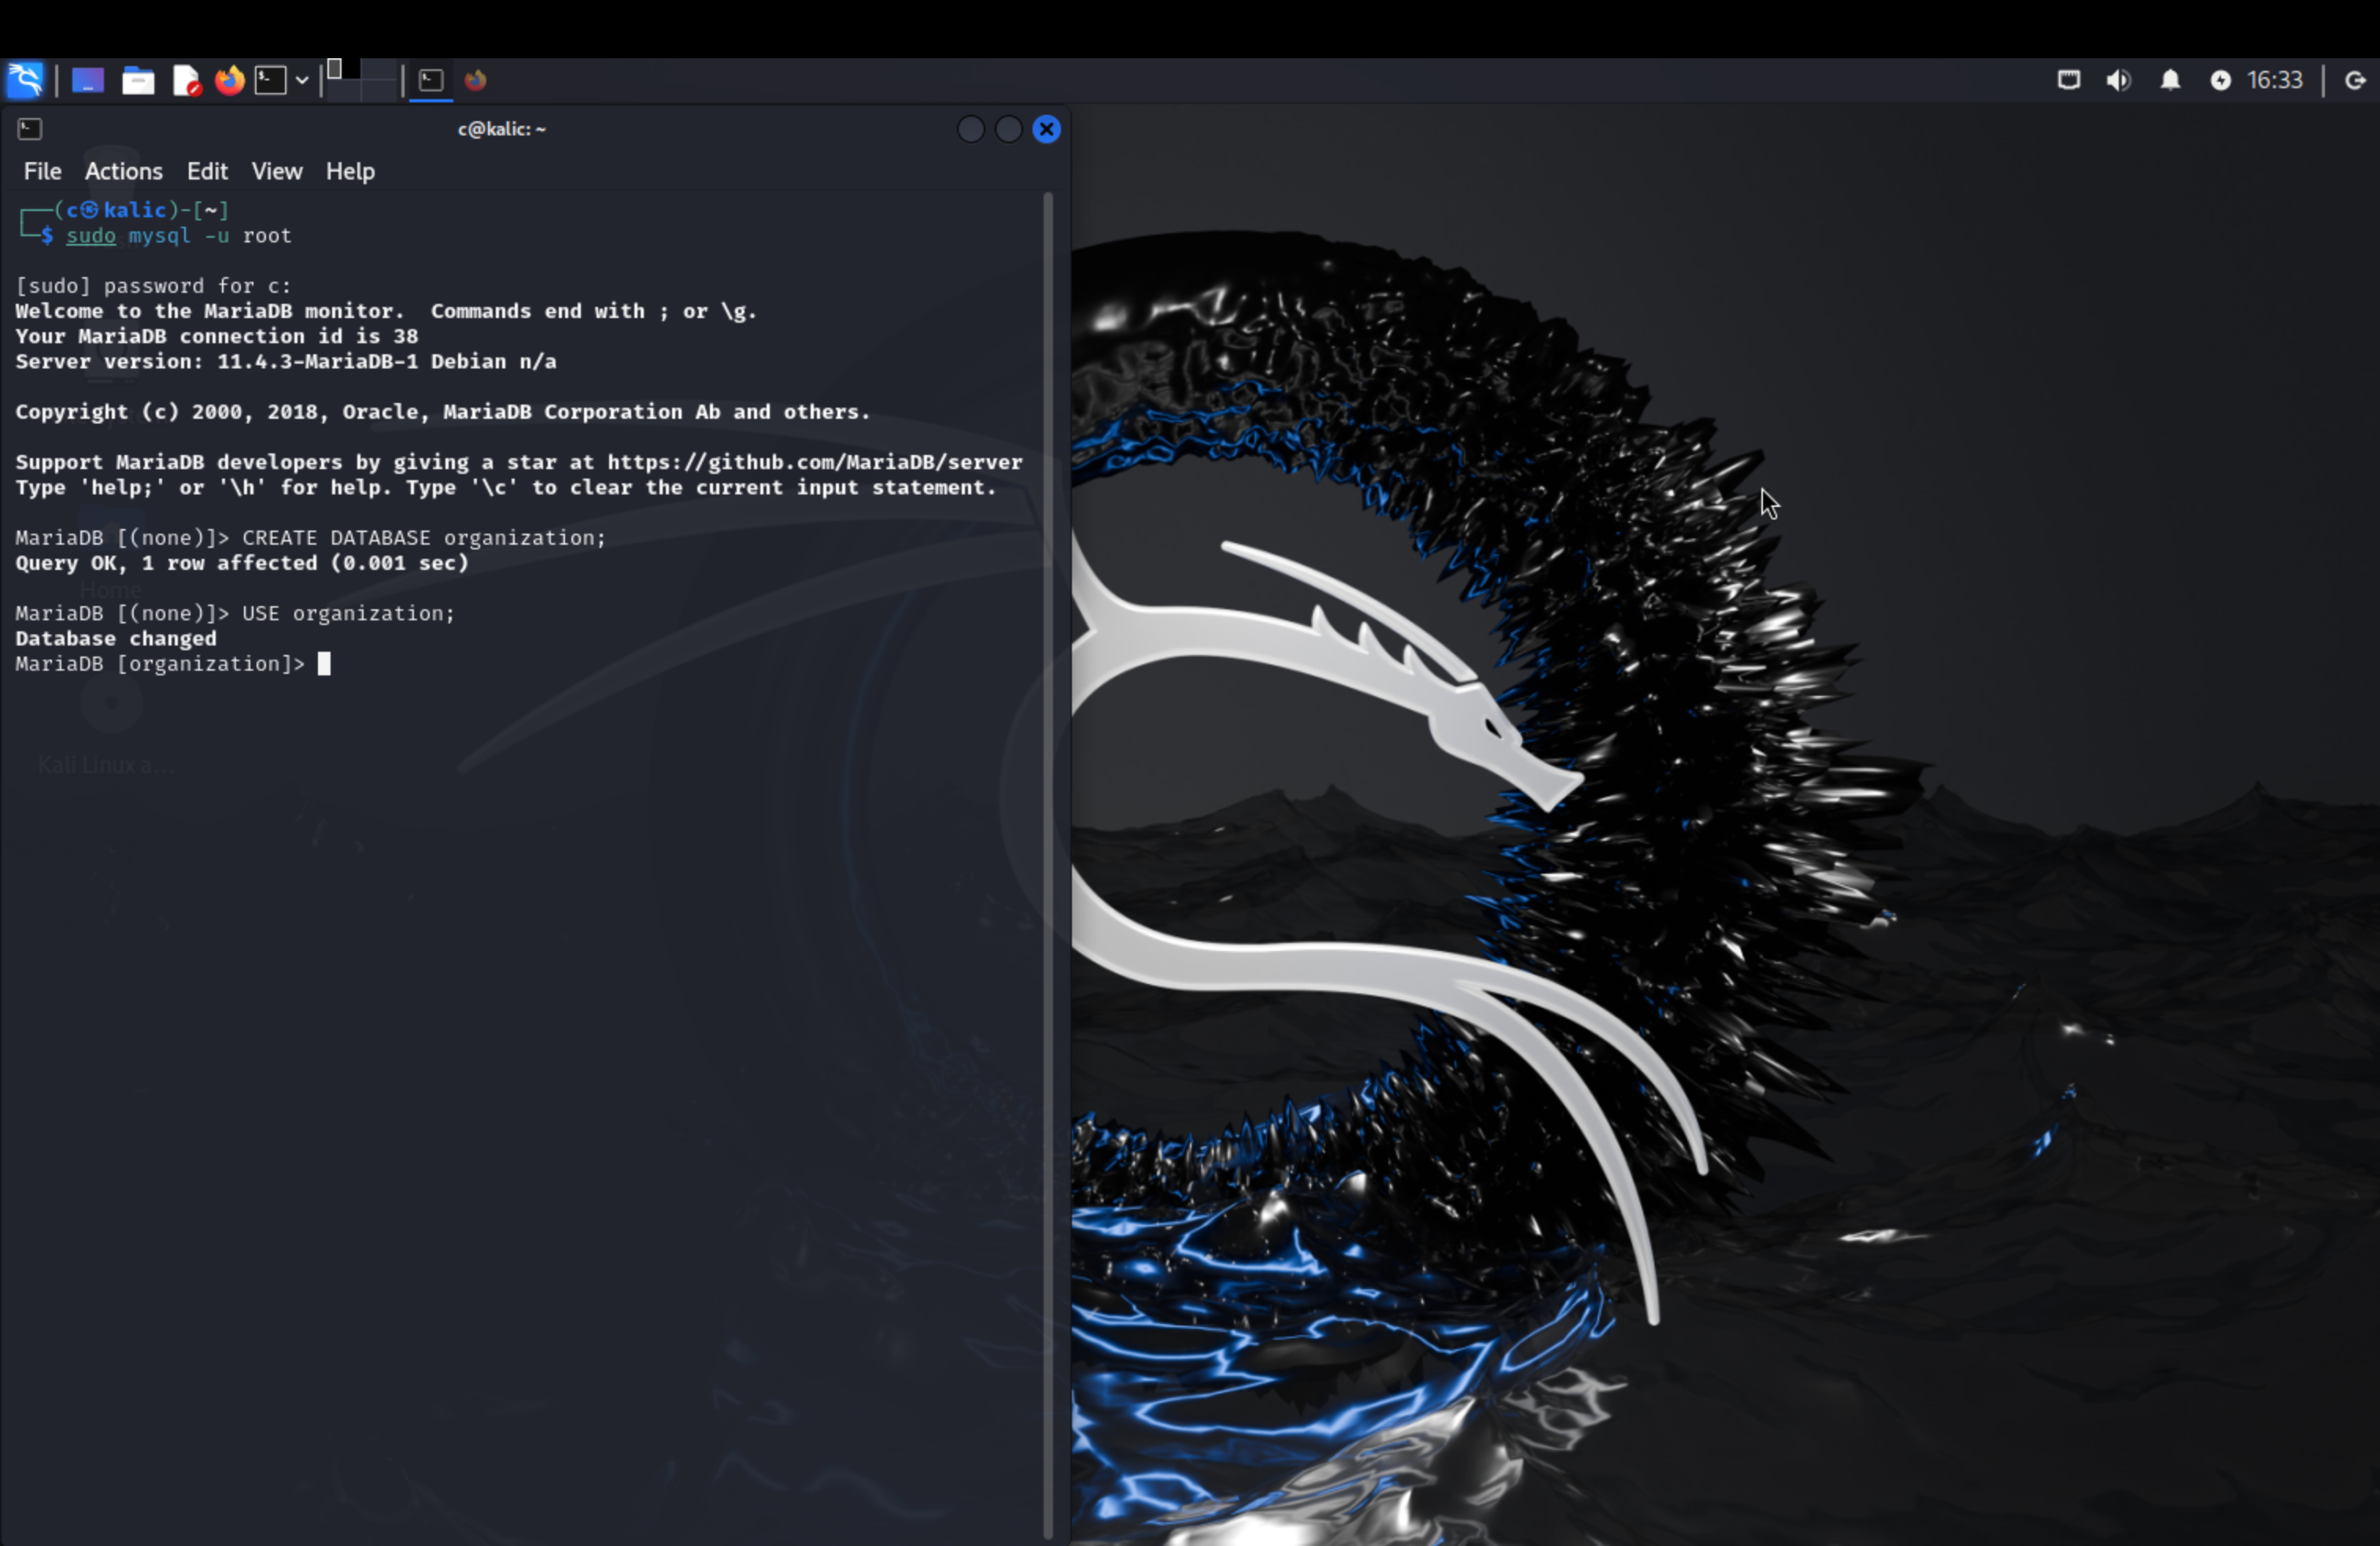 16:33
c@kalic: ~
File Actions Edit View Help
┌──(c㉿kalic)-[~]
└─$ sudo mysql -u root
[sudo] password for c:
Welcome to the MariaDB monitor.  Commands end with ; or \g.
Your MariaDB connection id is 38
Server version: 11.4.3-MariaDB-1 Debian n/a
Copyright (c) 2000, 2018, Oracle, MariaDB Corporation Ab and others.
Support MariaDB developers by giving a star at https://github.com/MariaDB/server
Type 'help;' or '\h' for help. Type '\c' to clear the current input statement.
MariaDB [(none)]> CREATE DATABASE organization;
Query OK, 1 row affected (0.001 sec)
Home
MariaDB [(none)]> USE organization;
Database changed
MariaDB [organization]>
Kali Linux a...